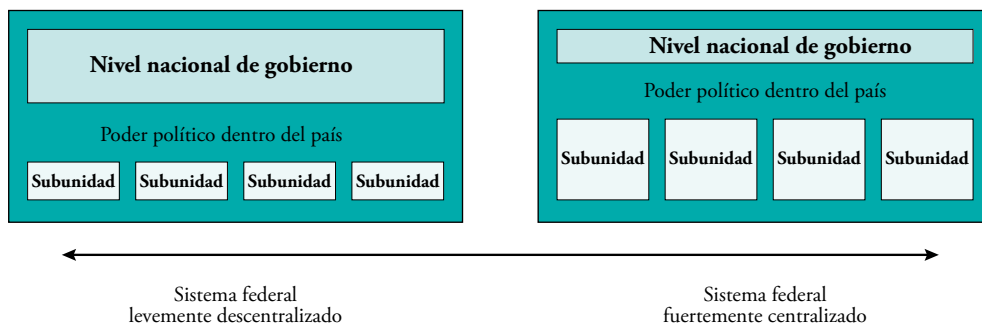 Nivel nacional de gobierno
Poder político dentro del país
Subunidad Subunidad Subunidad Subunidad
Nivel nacional de gobierno
Poder político dentro del país
Subunidad Subunidad Subunidad Subunidad
Sistema federal
levemente descentralizado
Sistema federal
fuertemente centralizado